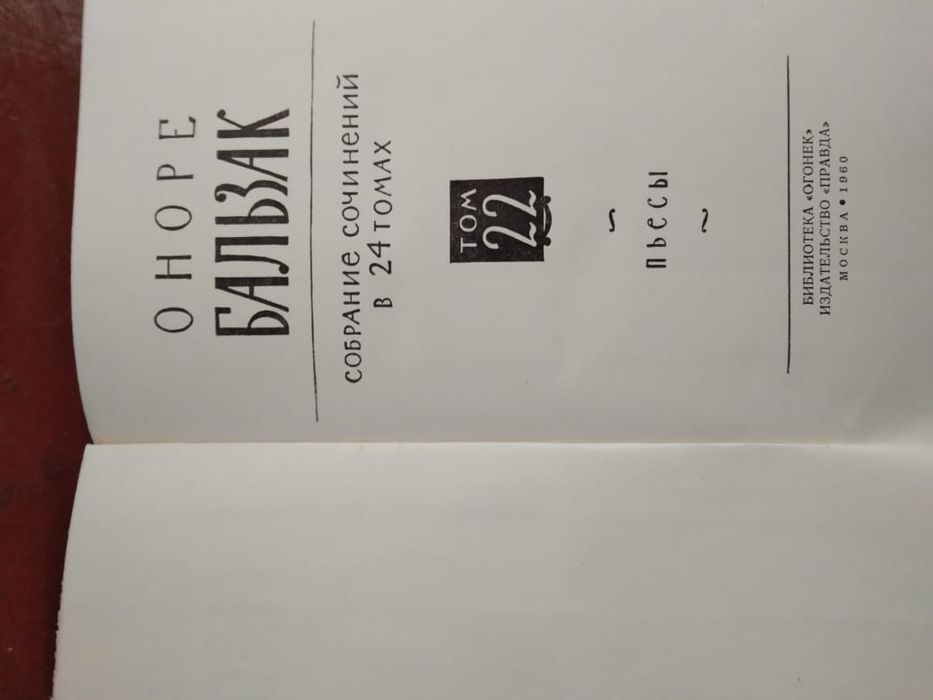 ОНОРЕ
БАЛЬЗАК
СОБРАНИЕ СОЧИНЕНИЙ
В 24 ТОМАХ
ТОМ
22
ПЬЕСЫ
БИБЛИОТЕКА «ОГОНЕК»
ИЗДАТЕЛЬСТВО «ПРАВДА»
МОСКВА • 1960